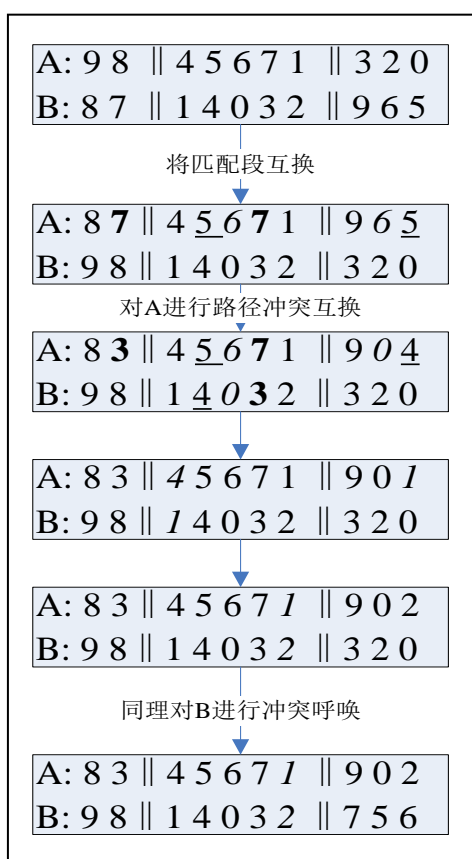 A: 9 8 || 4 5 6 7 1 || 3 2 0
B: 8 7 || 1 4 0 3 2 || 9 6 5
将匹配段互换
A: 8 7 || 4 5 6 7 1 || 9 6 5
B: 9 8 || 1 4 0 3 2 || 3 2 0
对A进行路径冲突互换
A: 8 3 || 4 5 6 7 1 || 9 0 4
B: 9 8 || 1 4 0 3 2 || 3 2 0
A: 8 3 || 4 5 6 7 1 || 9 0 1
B: 9 8 || 1 4 0 3 2 || 3 2 0
A: 8 3 || 4 5 6 7 1 || 9 0 2
B: 9 8 || 1 4 0 3 2 || 3 2 0
同理对B进行冲突呼唤
A: 8 3 || 4 5 6 7 1 || 9 0 2
B: 9 8 || 1 4 0 3 2 || 7 5 6